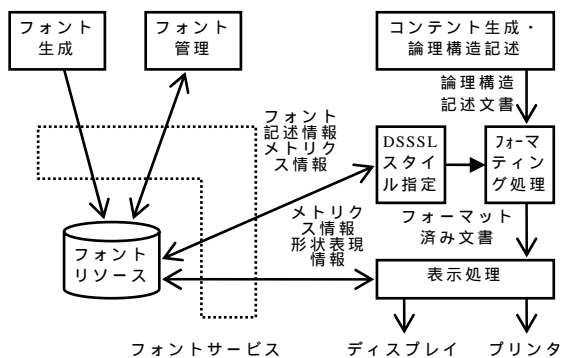 フォント
生成
フォント
管理
コンテント生成・
論理構造記述
論理構造
記述文書
フォント
記述情報
メトリク
ス情報
DSSSL
スタイ
ル指定
フォーマ
ティン
グ処理
メトリク
ス情報
形状表現
情報
フォーマット
済み文書
フォント
リソース
表示処理
フォントサービス
ディスプレイ
プリンタ